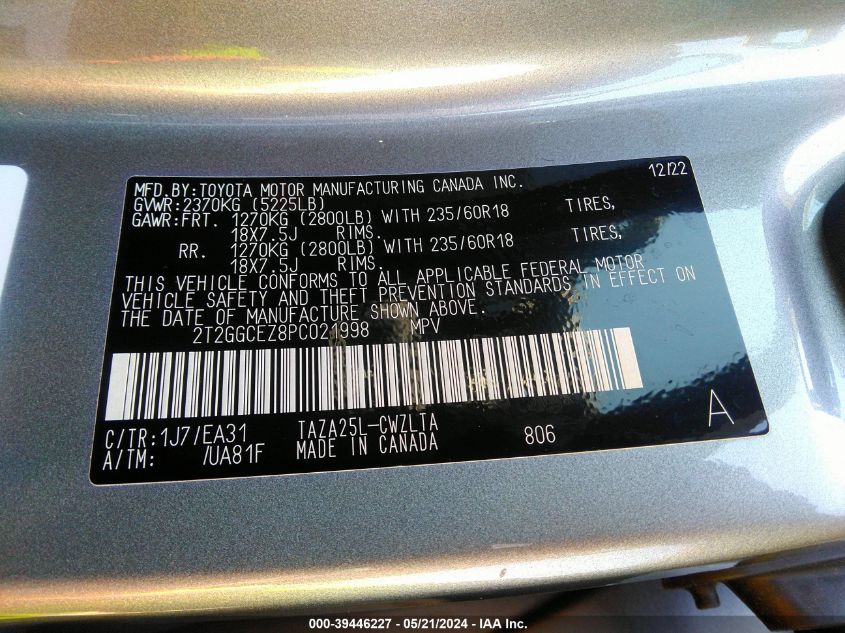 MFD.BY:TOYOTA MOTOR MANUFACTURING CANADA INC. 12/22
GVWR:2370KG (5225LB)
GAWR:FRT. 1270KG (2800LB) WITH 235/60R18 TIRES,
18X7.5J RIMS.
RR. 1270KG (2800LB) WITH 235/60R18 TIRES,
18X7.5J RIMS.
THIS VEHICLE CONFORMS TO ALL APPLICABLE FEDERAL MOTOR
VEHICLE SAFETY AND THEFT PREVENTION STANDARDS IN EFFECT ON
THE DATE OF MANUFACTURE SHOWN ABOVE.
2T2GGCEZ8PC021998 MPV
C/TR:1J7/EA31 TAZA25L-CWZLTA A
A/TM: /UA81F MADE IN CANADA 806
000-39446227 - 05/21/2024 - IAA Inc.